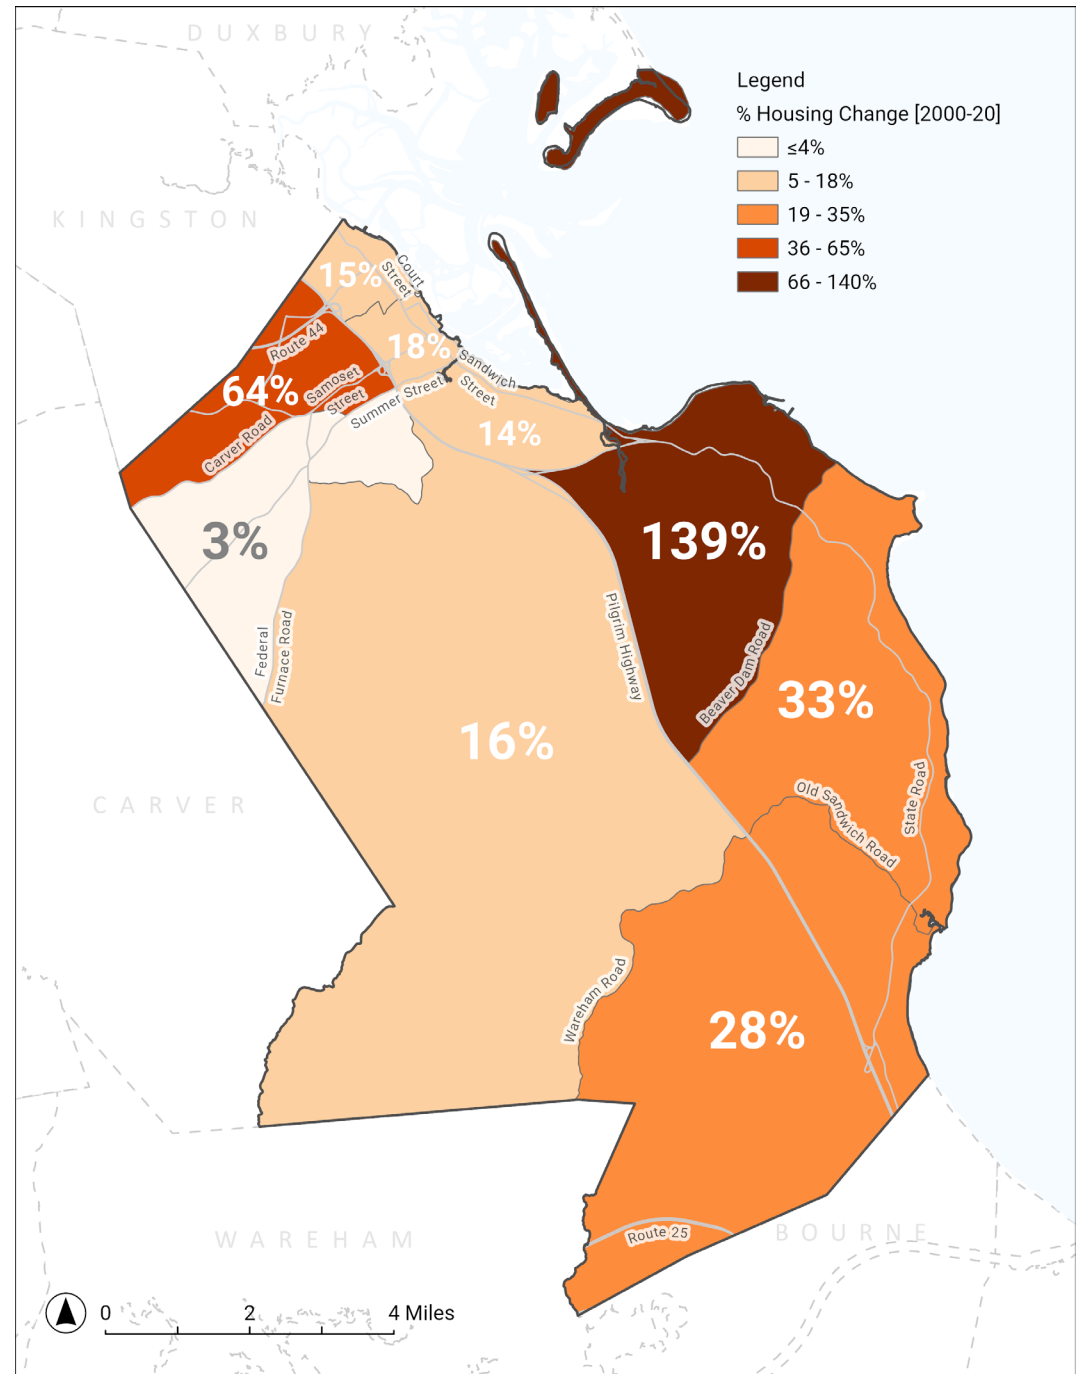 DUXBURY
Legend
% Housing Change [2000-20]
≤4%
5 - 18%
19 - 35%
36 - 65%
66 - 140%
KINGSTON
15%
Court
Street
Route 44
18%
Sandwich
Street
64%
Samoset
Street
Summer Street
Carver Road
14%
3%
139%
Pilgrim Highway
Federal
Furnace Road
Beaver Dam Road
33%
16%
State Road
Old Sandwich Road
CARVER
Wareham Road
28%
Route 25
WAREHAM
BOURNE
0 2 4 Miles